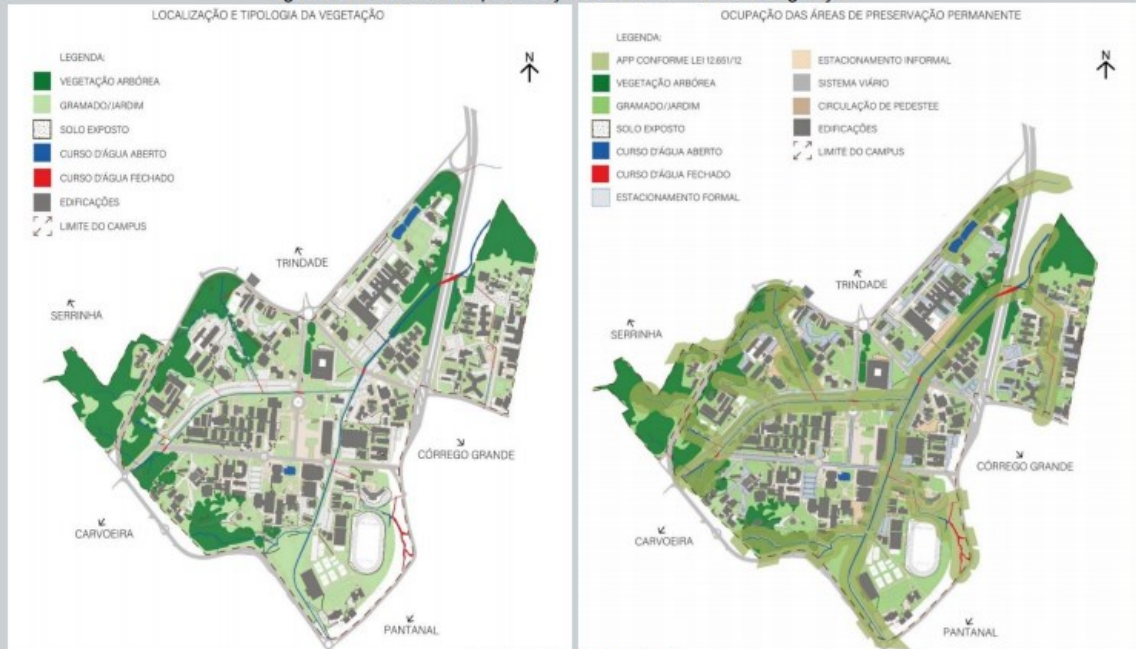 LOCALIZAÇÃO E TIPOLOGIA DA VEGETAÇÃO
LEGENDA:
VEGETAÇÃO ARBÓREA
GRAMADO/JARDIM
SOLO EXPOSTO
CURSO D'ÁGUA ABERTO
CURSO D'ÁGUA FECHADO
EDIFICAÇÕES
LIMITE DO CAMPUS
N
TRINDADE
SERRINHA
CÓRREGO GRANDE
CARVOEIRA
PANTANAL
OCUPAÇÃO DAS ÁREAS DE PRESERVAÇÃO PERMANENTE
LEGENDA:
APP CONFORME LEI 12.651/12
VEGETAÇÃO ARBÓREA
GRAMADO/JARDIM
SOLO EXPOSTO
CURSO D'ÁGUA ABERTO
CURSO D'ÁGUA FECHADO
ESTACIONAMENTO FORMAL
ESTACIONAMENTO INFORMAL
SISTEMA VIÁRIO
CIRCULAÇÃO DE PEDESTEE
EDIFICAÇÕES
LIMITE DO CAMPUS
N
TRINDADE
SERRINHA
CÓRREGO GRANDE
CARVOEIRA
PANTANAL